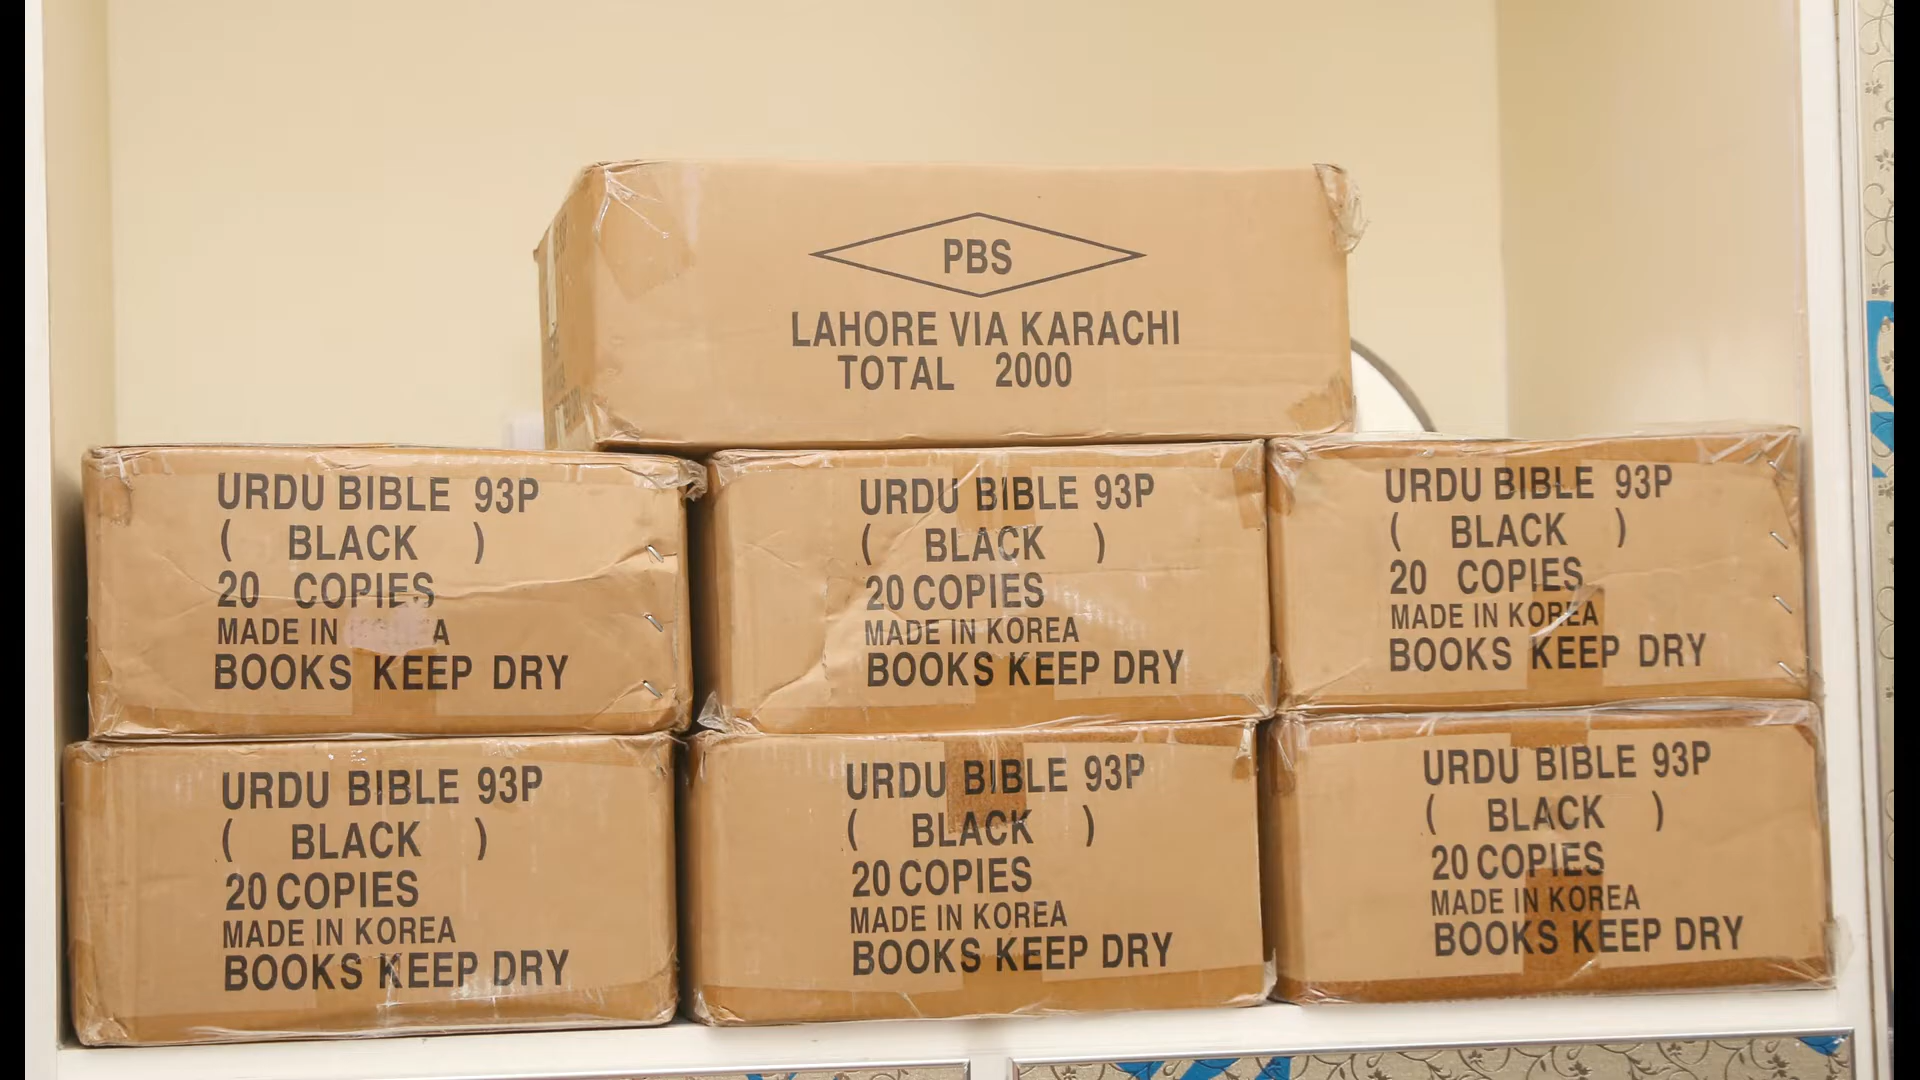 PBS
LAHORE VIA KARACHI
TOTAL 2000
URDU BIBLE 93P
( BLACK )
20 COPIES
MADE IN A
BOOKS KEEP DRY
URDU BIBLE 93P
( BLACK )
20 COPIES
MADE IN KOREA
BOOKS KEEP DRY
URDU BIBLE 93P
( BLACK )
20 COPIES
MADE IN KOREA
BOOKS KEEP DRY
URDU BIBLE 93P
( BLACK )
20 COPIES
MADE IN KOREA
BOOKS KEEP DRY
URDU BIBLE 93P
( BLACK )
20 COPIES
MADE IN KOREA
BOOKS KEEP DRY
URDU BIBLE 93P
( BLACK )
20 COPIES
MADE IN KOREA
BOOKS KEEP DRY